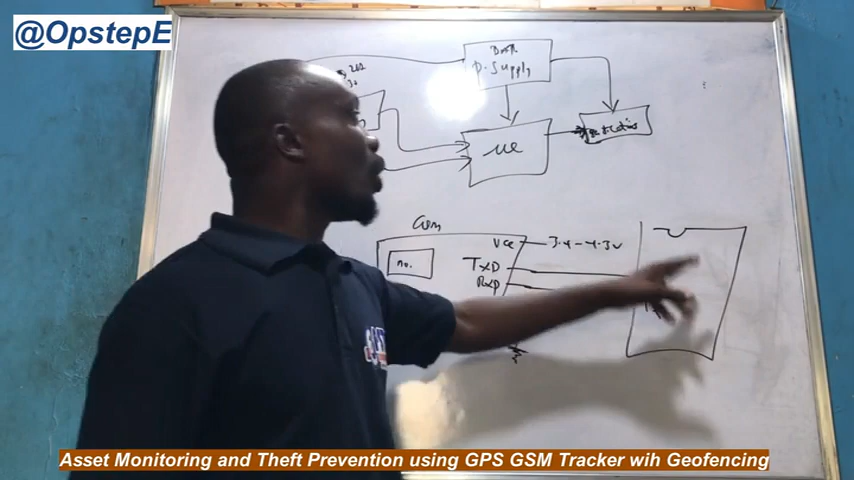 @OpstepE
P. Supply
uc
Gsm
Vcc 3.4-4.3v
no.
TxD
RxD
Asset Monitoring and Theft Prevention using GPS GSM Tracker wih Geofencing